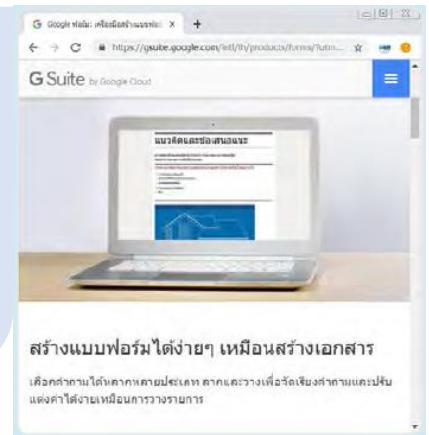 Google ฟอร์ม: เครื่องมือสร้างแบบฟอร์ม
https://gsuite.google.com/intl/th/products/forms/?utm...
G Suite by Google Cloud
แนวคิดและข้อเสนอแนะ
สร้างแบบฟอร์มได้ง่ายๆ เหมือนสร้างเอกสาร
เลือกคำถามได้หลากหลายประเภท ลากและวางเพื่อจัดเรียงคำถามและปรับ
แต่งค่าได้ง่ายเหมือนการวางรายการ